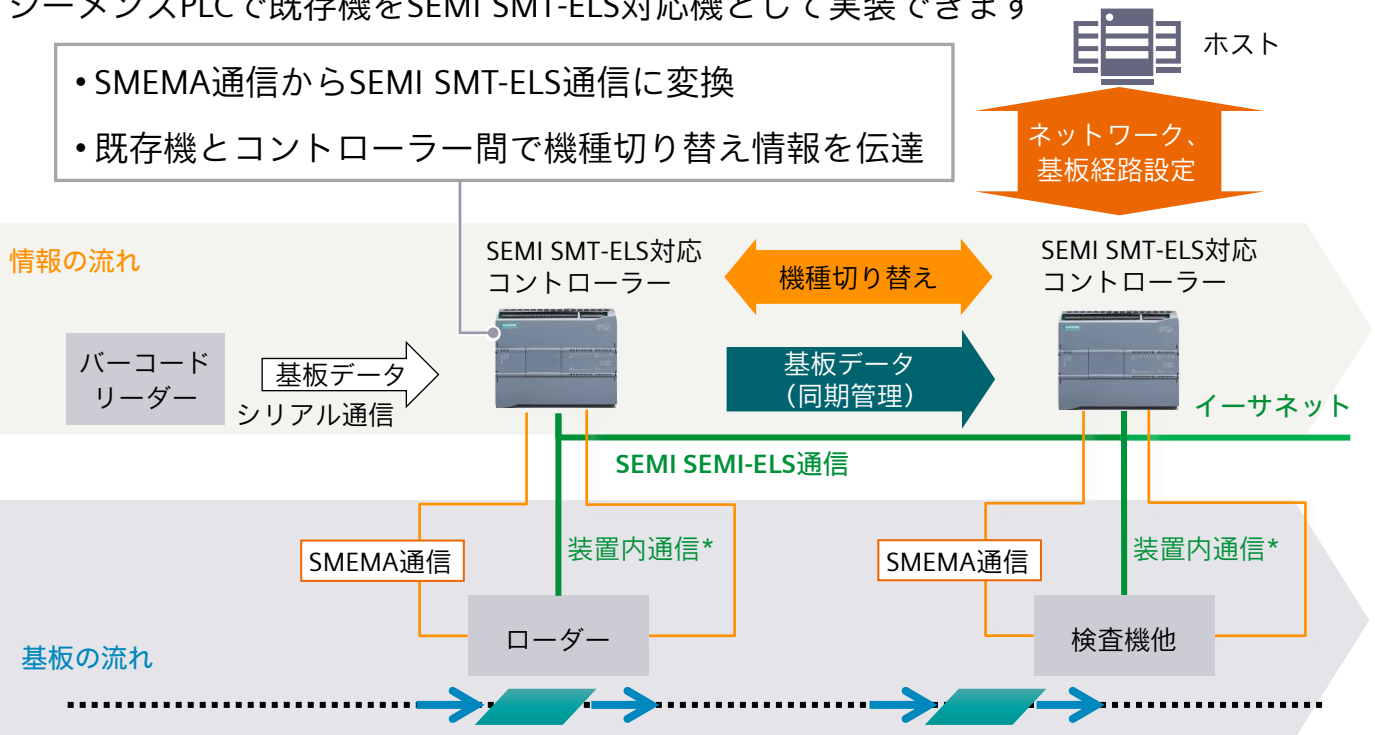 シーメンスPLCで既存機をSEMI SMT-ELS対応機として実装できます
ホスト
• SMEMA通信からSEMI SMT-ELS通信に変換
• 既存機とコントローラー間で機種切り替え情報を伝達
ネットワーク、
基板経路設定
情報の流れ
SEMI SMT-ELS対応
コントローラー
機種切り替え
SEMI SMT-ELS対応
コントローラー
バーコード
リーダー
基板データ
シリアル通信
基板データ
（同期管理）
イーサネット
SEMI SEMI-ELS通信
SMEMA通信
装置内通信*
SMEMA通信
装置内通信*
ローダー
検査機他
基板の流れ